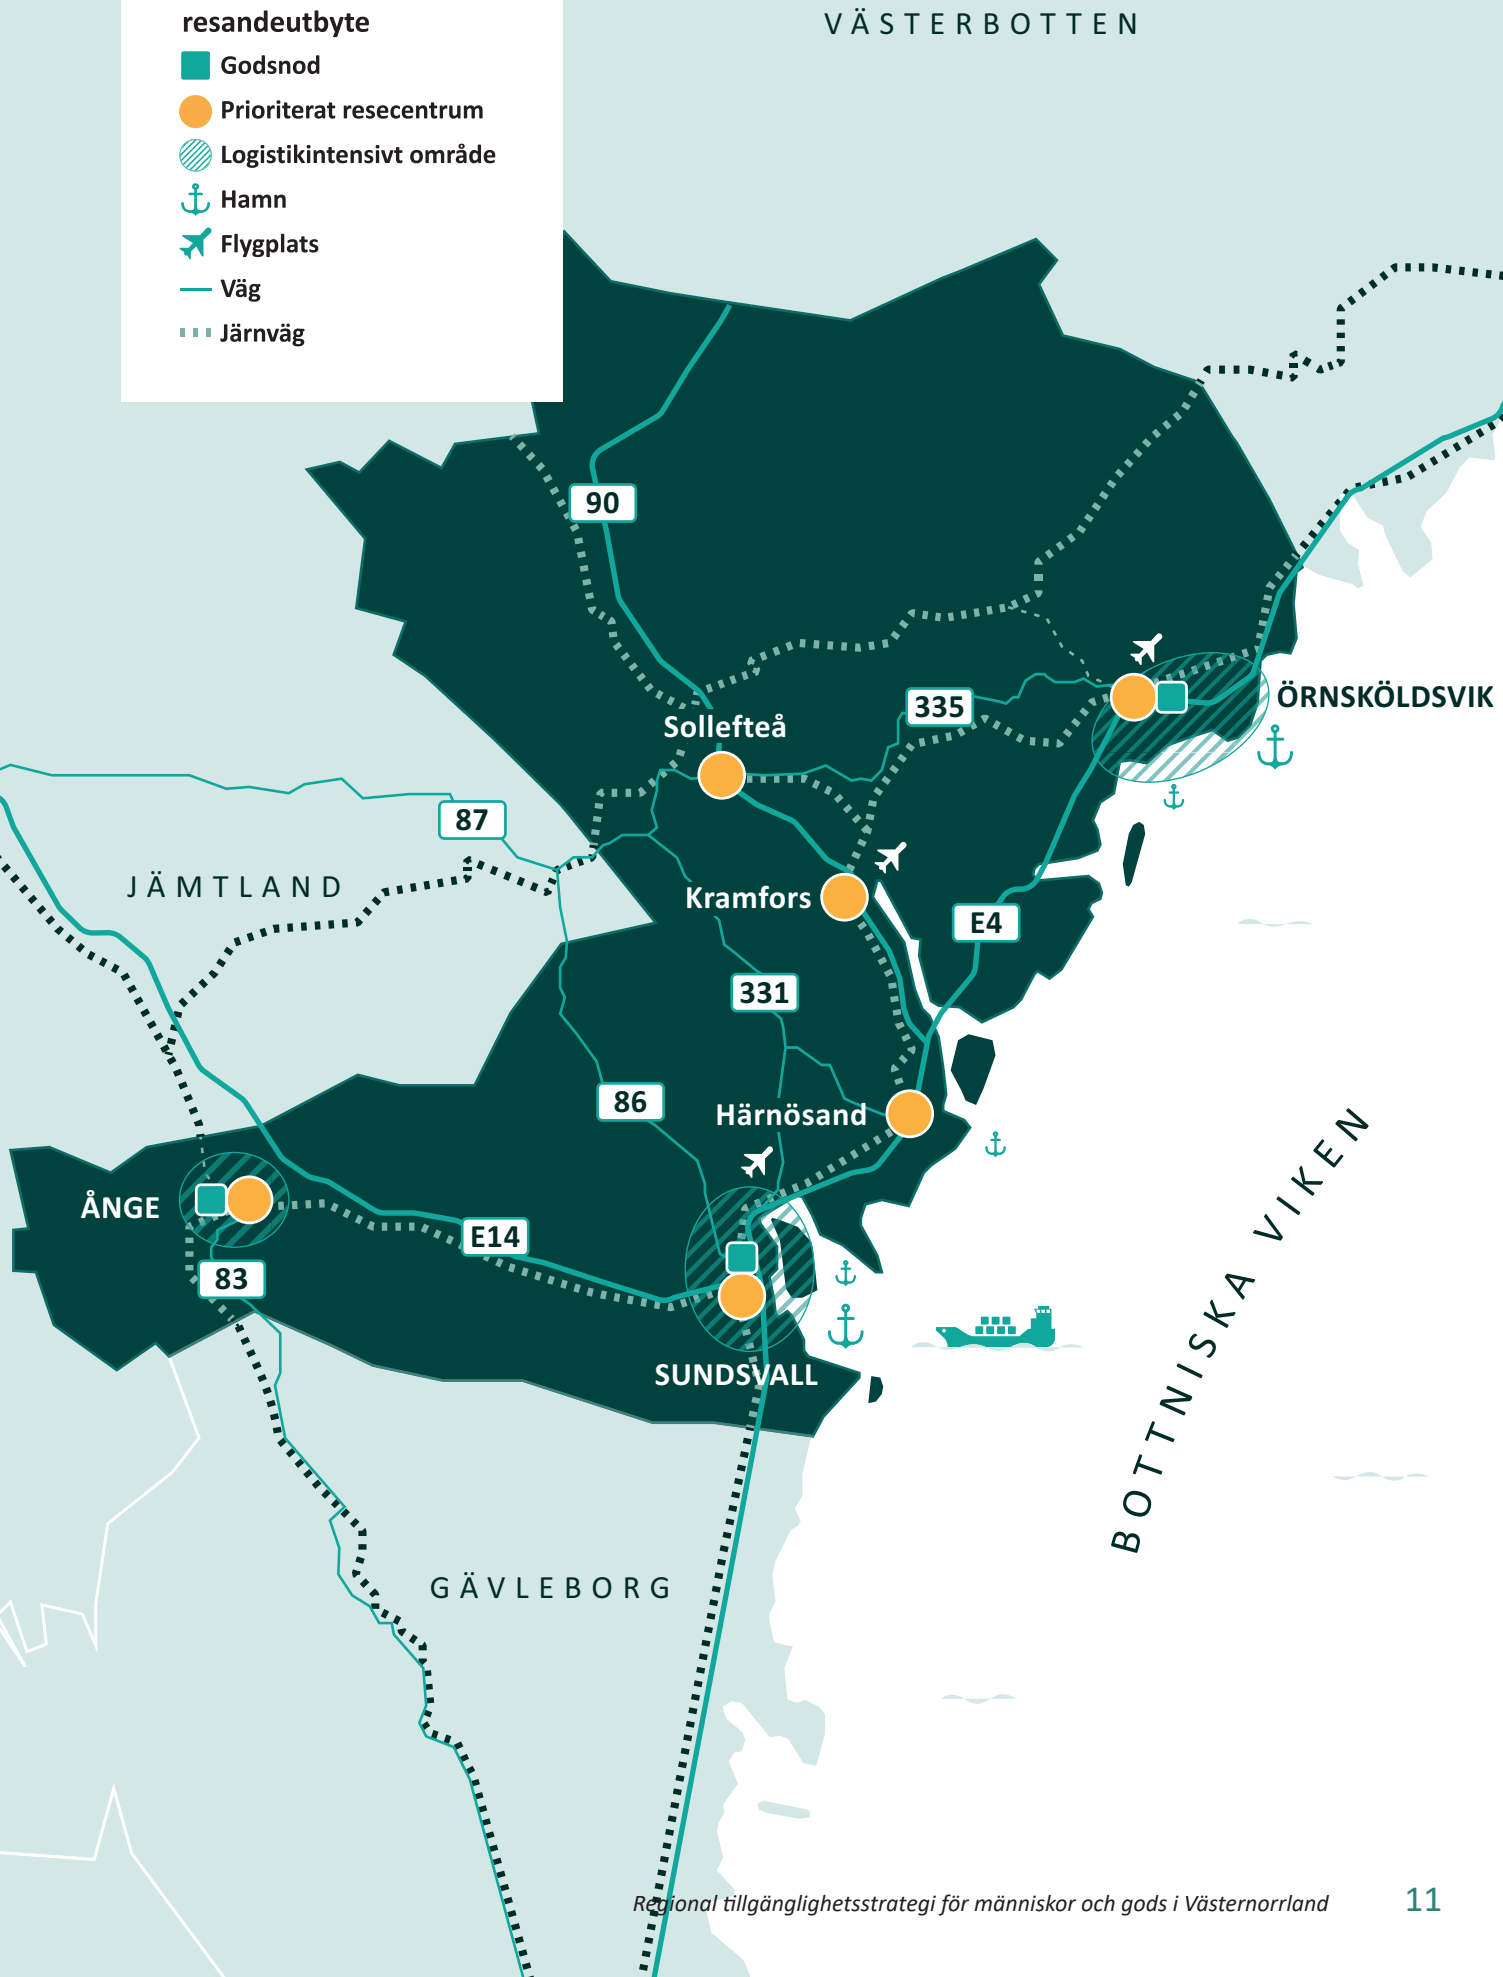 resandeutbyte
Godsnod
Prioriterat resecentrum
Logistikintensivt område
Hamn
Flygplats
Väg
Järnväg
VÄSTERBOTTEN
90
335
ÖRNSKÖLDSVIK
Sollefteå
87
JÄMTLAND
Kramfors
E4
331
86
Härnösand
ÅNGE
E14
83
SUNDSVALL
BOTTNISKA VIKEN
GÄVLEBORG
Regional tillgänglighetsstrategi för människor och gods i Västernorrland
11